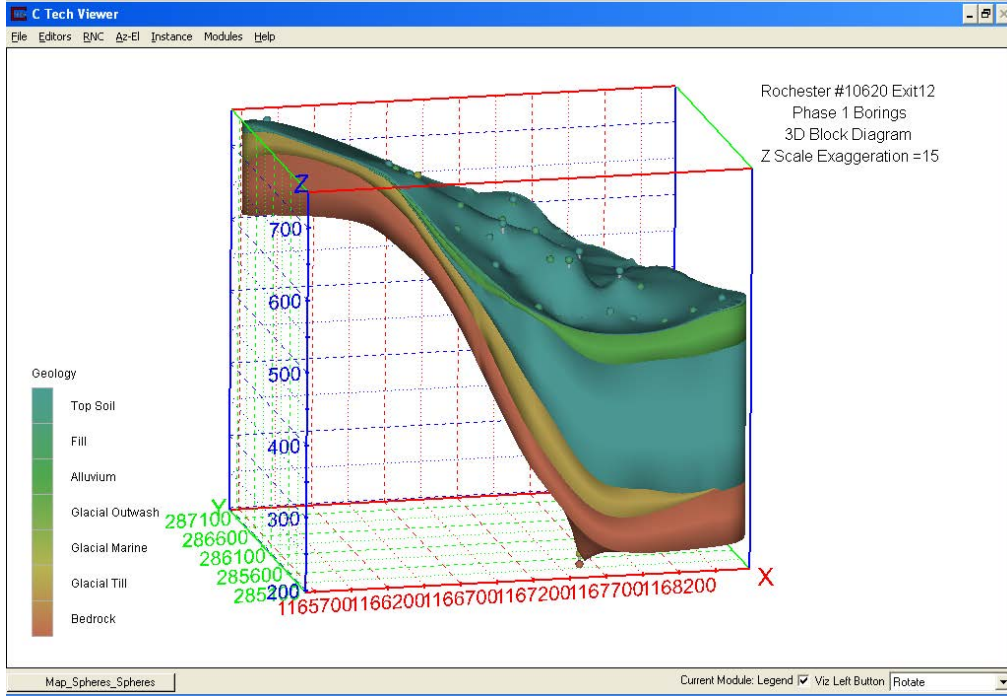 C Tech Viewer
File Editors RNC Az-El Instance Modules Help
Rochester #10620 Exit12
Phase 1 Borings
3D Block Diagram
Z Scale Exaggeration =15
Z
700
600
500
400
300
200
Geology
Top Soil
Fill
Alluvium
Glacial Outwash
Glacial Marine
Glacial Till
Bedrock
Y
287100
286600
286100
285600
X
1165700 1166200 1166700 1167200 1167700 1168200
Map_Spheres_Spheres
Current Module: Legend Viz Left Button Rotate